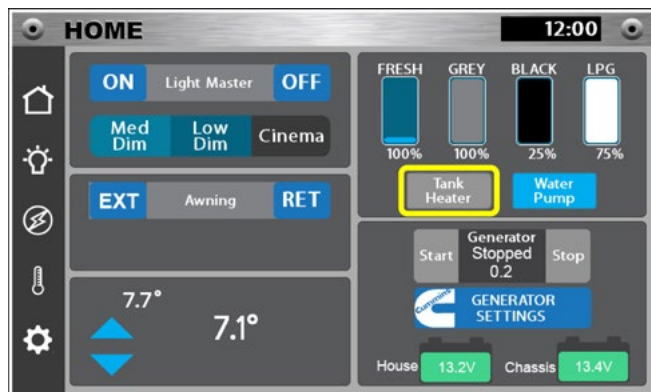 HOME
12:00
ON Light Master OFF
Med Dim
Low Dim
Cinema
EXT Awning RET
7.7°
7.1°
FRESH GREY BLACK LPG
100% 100% 25% 75%
Tank
Heater
Water
Pump
Generator
Start Stopped Stop
0.2
cummins
GENERATOR
SETTINGS
House 13.2V Chassis 13.4V